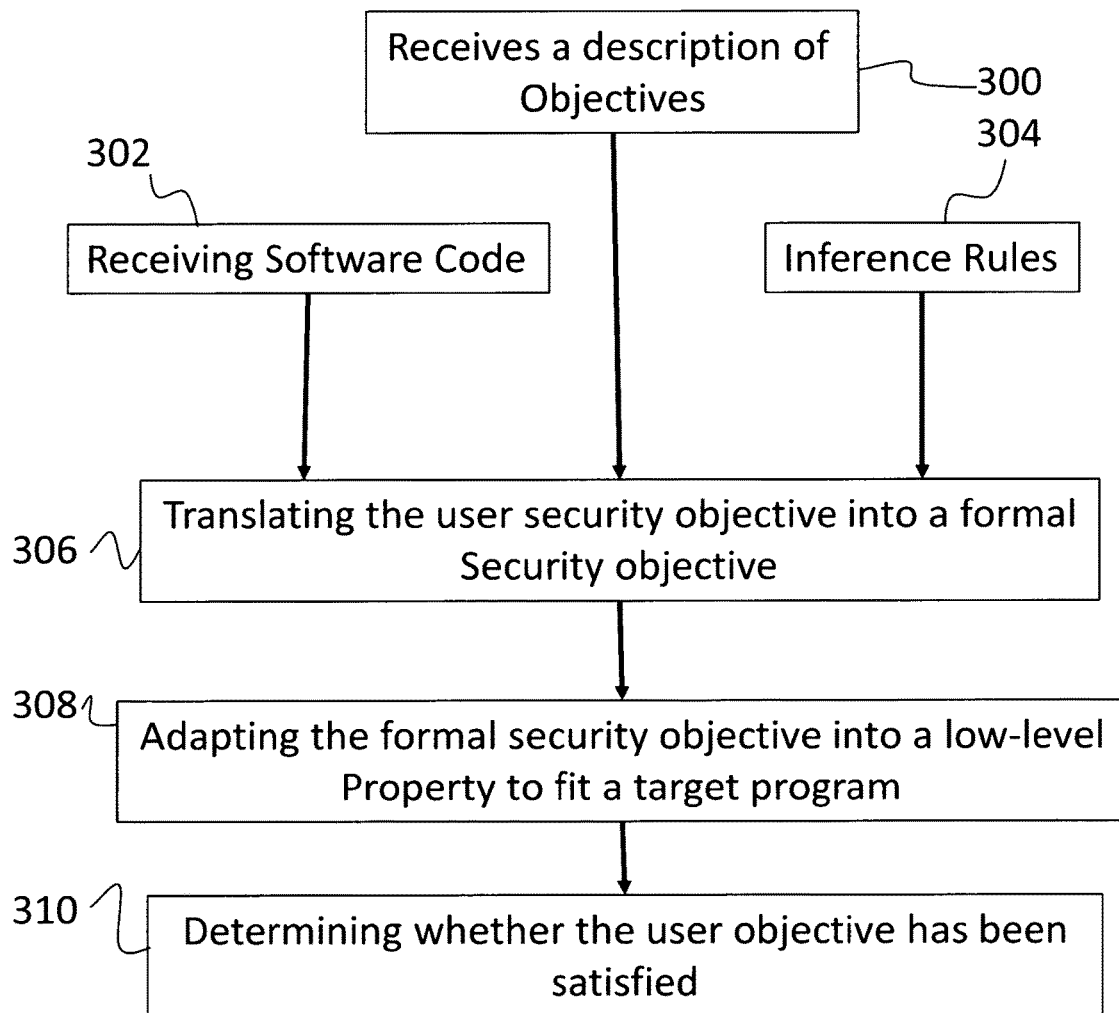 Receives a description of
Objectives
300
302
304
Receiving Software Code
Inference Rules
306
Translating the user security objective into a formal
Security objective
308
Adapting the formal security objective into a low-level
Property to fit a target program
310
Determining whether the user objective has been
satisfied